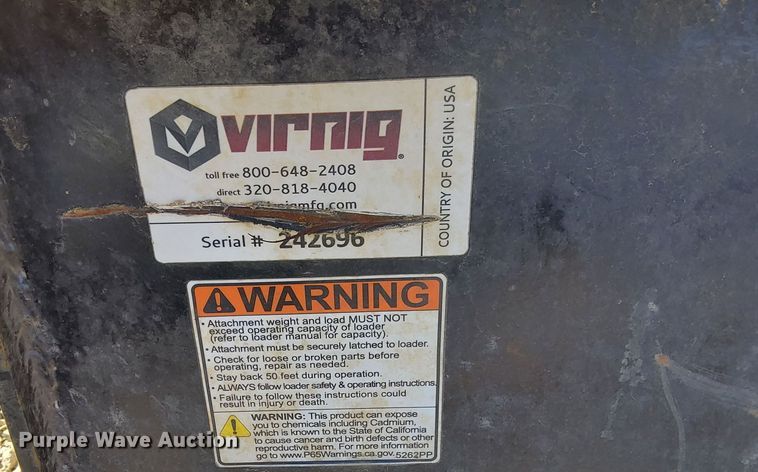 virnig
toll free 800-648-2408
direct 320-818-4040
Serial # 242696
COUNTRY OF ORIGIN: USA
WARNING
• Attachment weight and load MUST NOT
exceed operating capacity of loader
(refer to loader manual for capacity).
• Attachment must be securely latched to loader.
• Check for loose or broken parts before
operating, repair as needed.
• Stay back 50 feet during operation.
• ALWAYS follow loader safety & operating instructions.
• Failure to follow these instructions could
result in injury or death.
WARNING: This product can expose
you to chemicals including Cadmium,
which is known to the State of California
to cause cancer and birth defects or other
reproductive harm. For more information
go to www.P65Warnings.ca.gov 5262PP
Purple Wave Auction